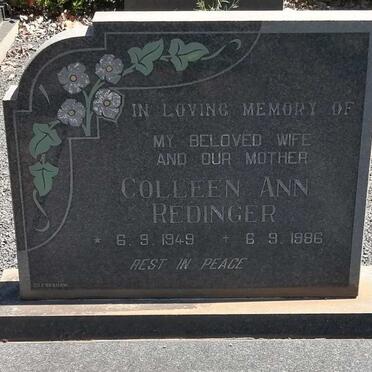 IN LOVING MEMORY OF
MY BELOVED WIFE
AND OUR MOTHER
COLLEEN ANN
REDINGER
* 6.9.1949 + 6.9.1986
REST IN PEACE